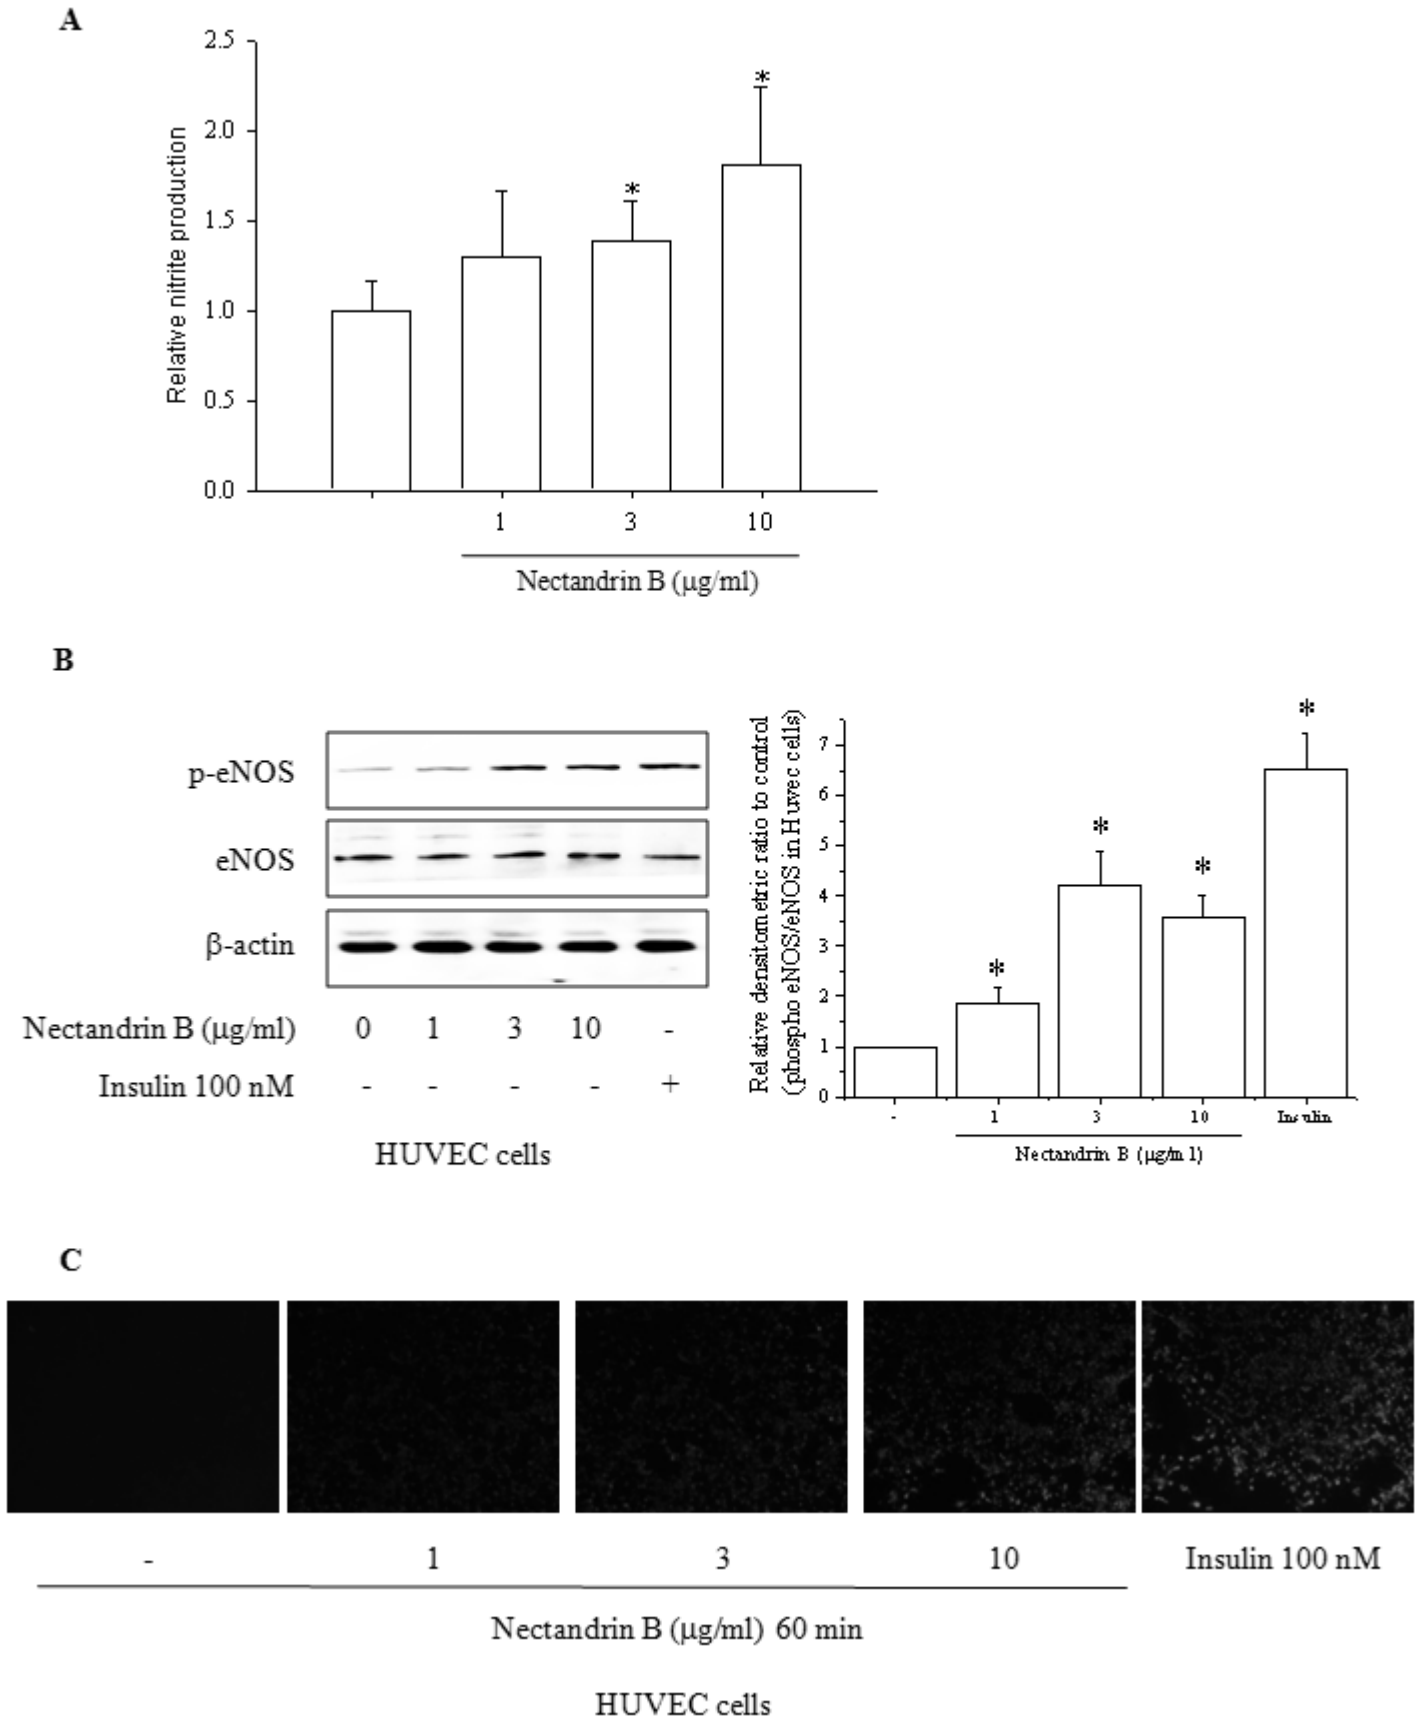 A
2.5
2.0
1.5
1.0
0.5
0.0
Relative nitrite production
*
*
1 3 10
Nectandrin B (μg/ml)
B
p-eNOS
eNOS
β-actin
Nectandrin B (μg/ml) 0 1 3 10 -
Insulin 100 nM - - - - +
HUVEC cells
Relative densitometric ratio to control
(phospho eNOS/eNOS in Huvec cells)
7
6
5
4
3
2
1
0
*
*
*
*
- 1 3 10 Insulin
Nectandrin B (μg/ml)
C
- 1 3 10 Insulin 100 nM
Nectandrin B (μg/ml) 60 min
HUVEC cells